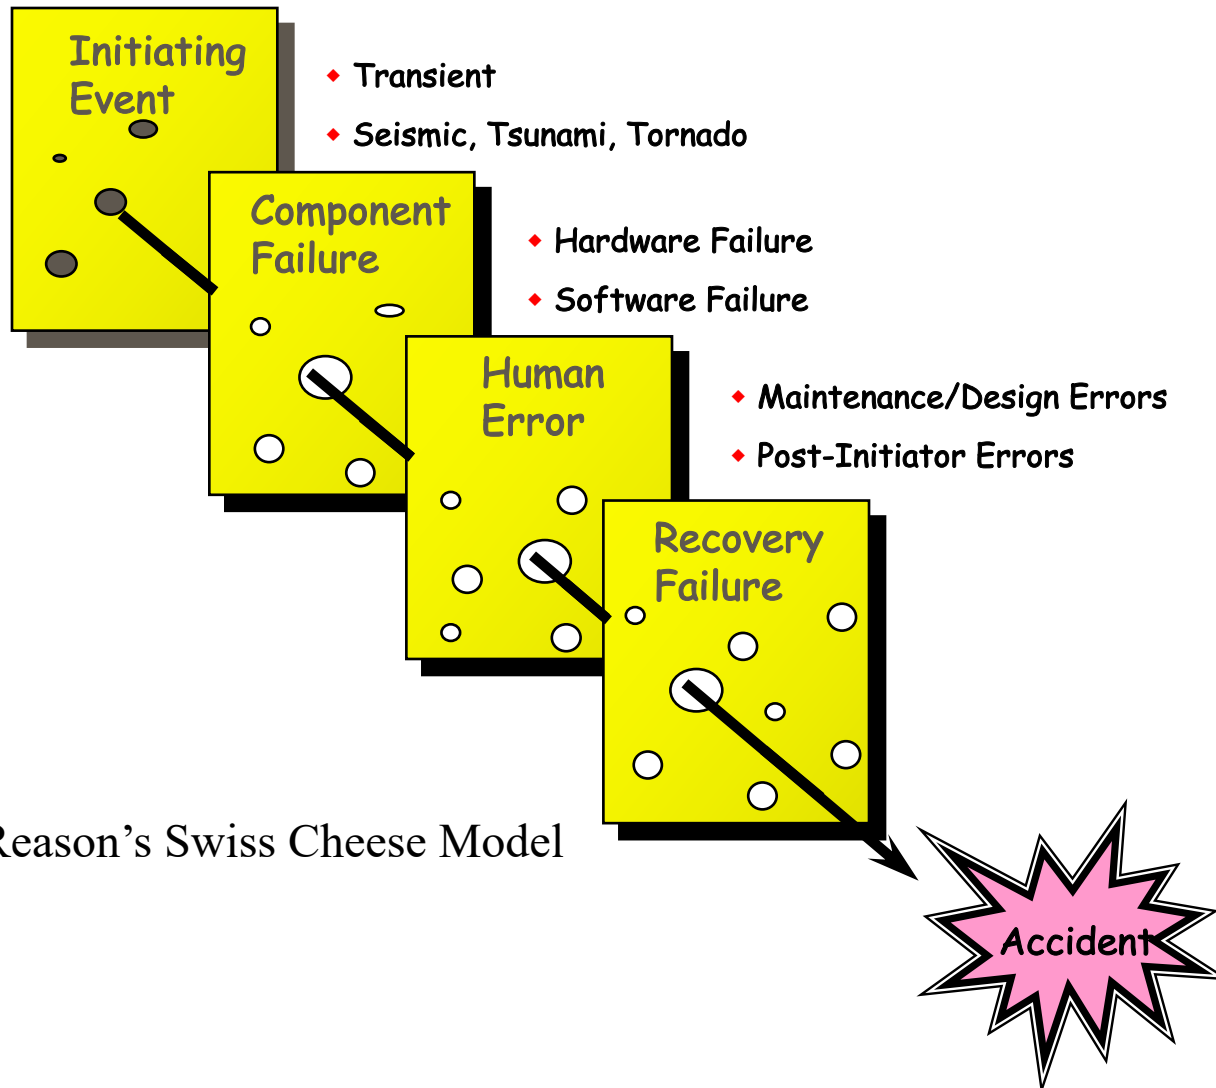 Initiating
Event
◆ Transient
◆ Seismic, Tsunami, Tornado
Component
Failure
◆ Hardware Failure
◆ Software Failure
Human
Error
◆ Maintenance/Design Errors
◆ Post-Initiator Errors
Recovery
Failure
Reason’s Swiss Cheese Model
Accident